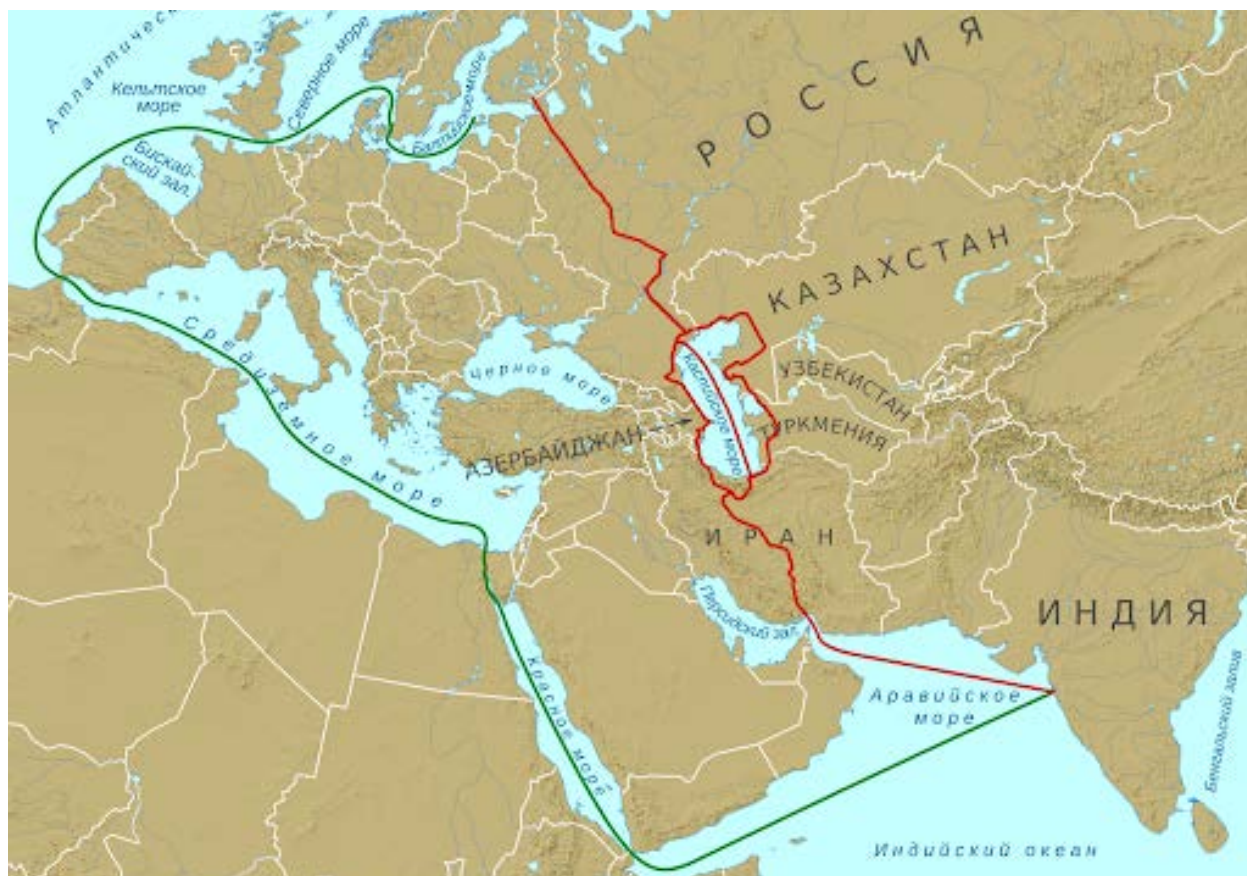 Атлантическ
Северное море
Кельтское
море
Балтийское море
Бискай-
ский зал.
РОССИЯ
КАЗАХСТАН
Средиземное море
Черное море
Каспийское море
УЗБЕКИСТАН
ТУРКМЕНИЯ
АЗЕРБАЙДЖАН
ИРАН
Персидский зал.
ИНДИЯ
Красное море
Аравийское
море
Бенгальский залив
Индийский океан